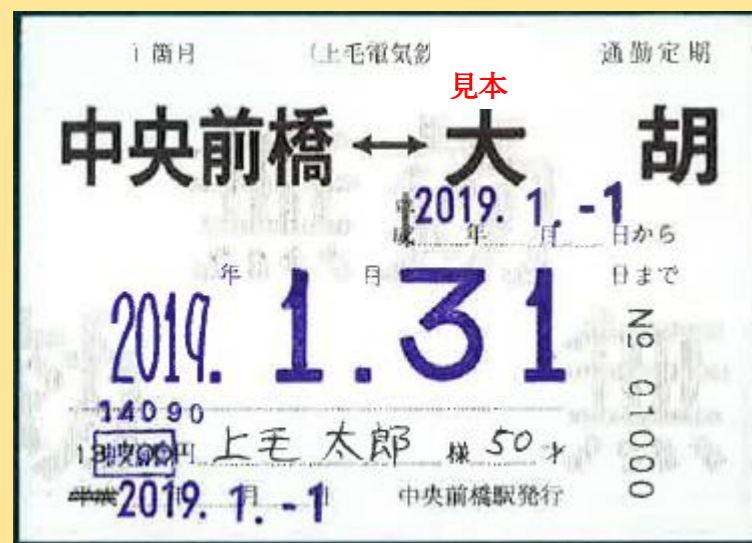 1箇月 (上毛電気鉄 通勤定期
見本
中央前橋↔大胡
2019. 1. -1
年 月 日から
年 月 日まで
2019. 1. 31
№ 010000
14090
円 上毛 太郎 様 50才
2019. 1. -1
中央前橋駅発行